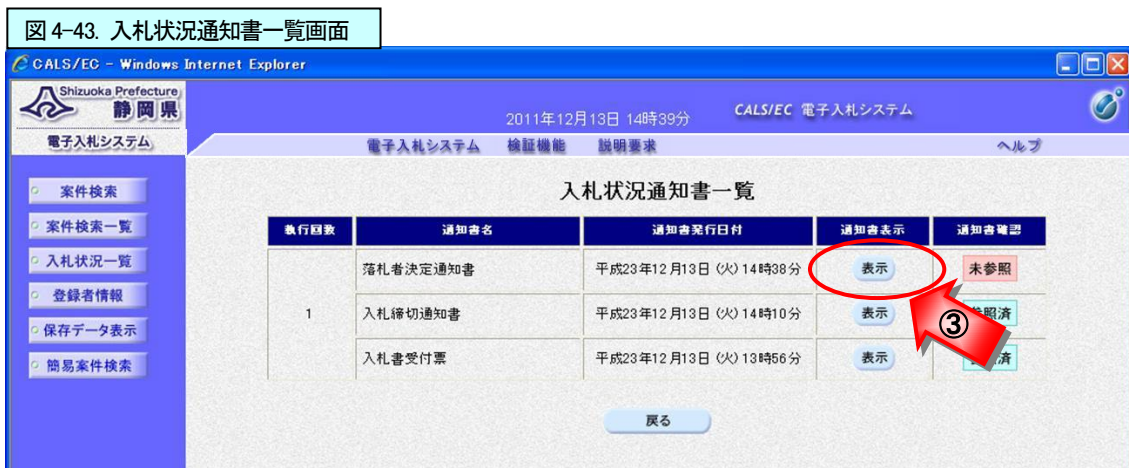 図 4-43. 入札状況通知書一覧画面
CALS/EC - Windows Internet Explorer
Shizuoka Prefecture
静岡県
電子入札システム
2011年12月13日 14時39分
CALS/EC 電子入札システム
電子入札システム 検証機能 説明要求 ヘルプ
案件検索
案件検索一覧
入札状況一覧
登録者情報
保存データ表示
簡易案件検索
入札状況通知書一覧
執行回数 通知書名 通知書発行日付 通知書表示 通知書確認
落札者決定通知書 平成23年12月13日 (火) 14時38分 表示 未参照
1 入札締切通知書 平成23年12月13日 (火) 14時10分 表示 参照済
入札書受付票 平成23年12月13日 (火) 13時56分 表示 済
③
戻る